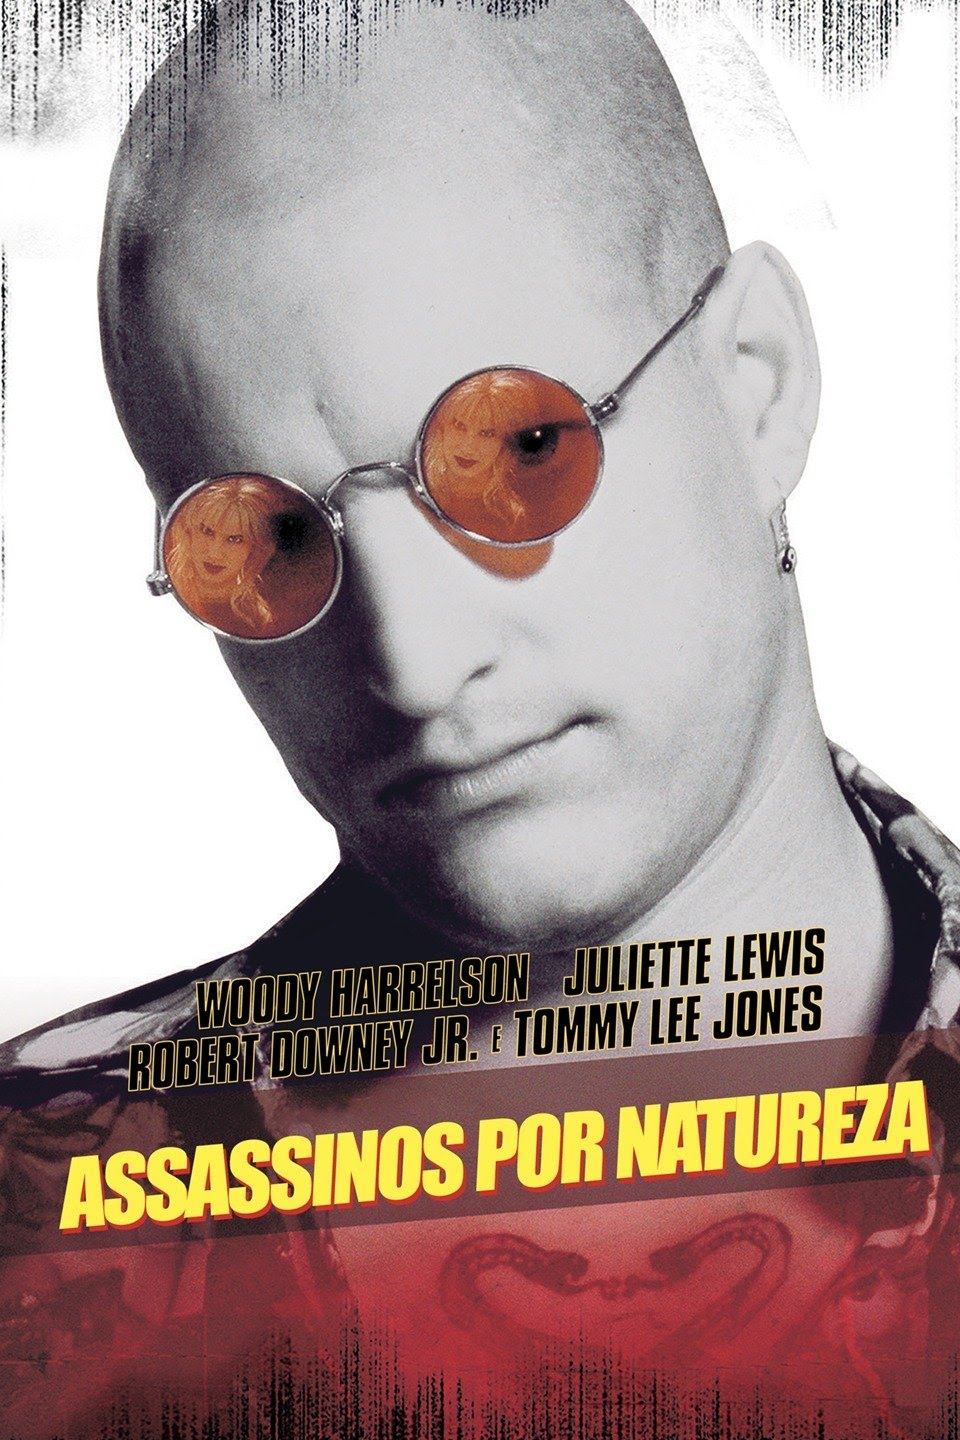 WOODY HARRELSON JULIETTE LEWIS
ROBERT DOWNEY JR. E TOMMY LEE JONES
ASSASSINOS POR NATUREZA